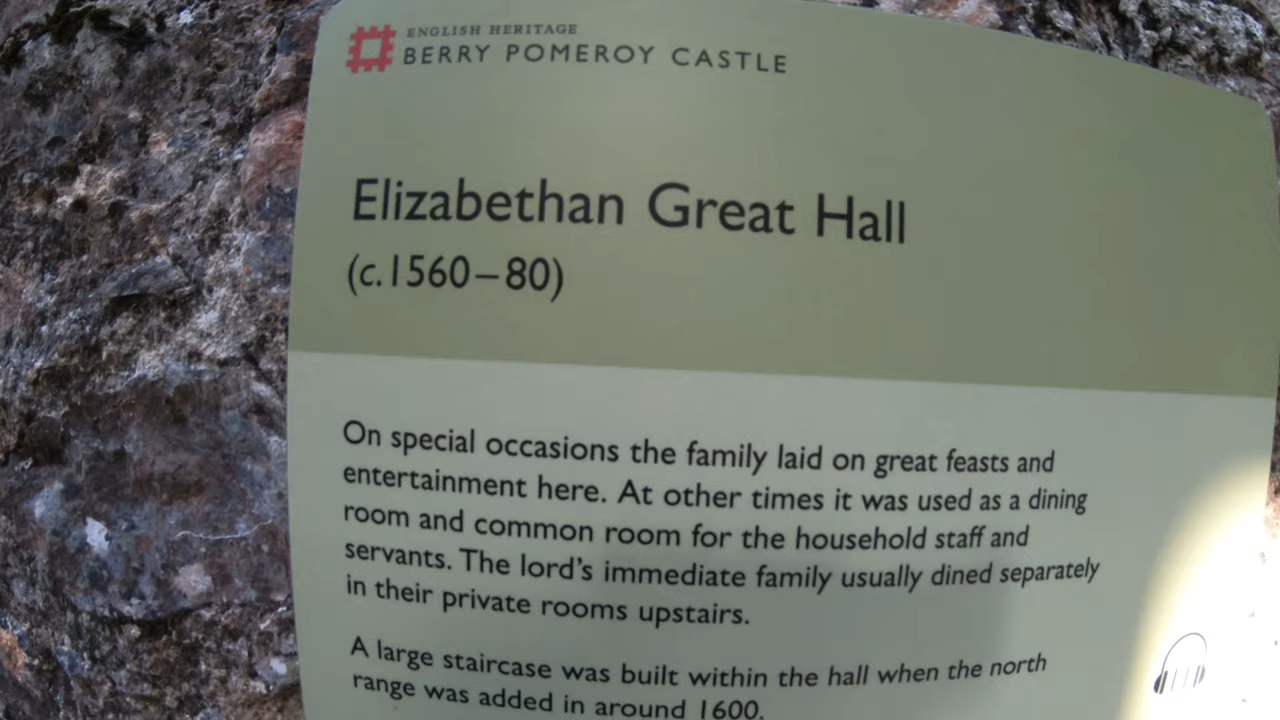 ENGLISH HERITAGE
BERRY POMEROY CASTLE
Elizabethan Great Hall
(c.1560–80)
On special occasions the family laid on great feasts and
entertainment here. At other times it was used as a dining
room and common room for the household staff and
servants. The lord's immediate family usually dined separately
in their private rooms upstairs.
A large staircase was built within the hall when the north
range was added in around 1600.